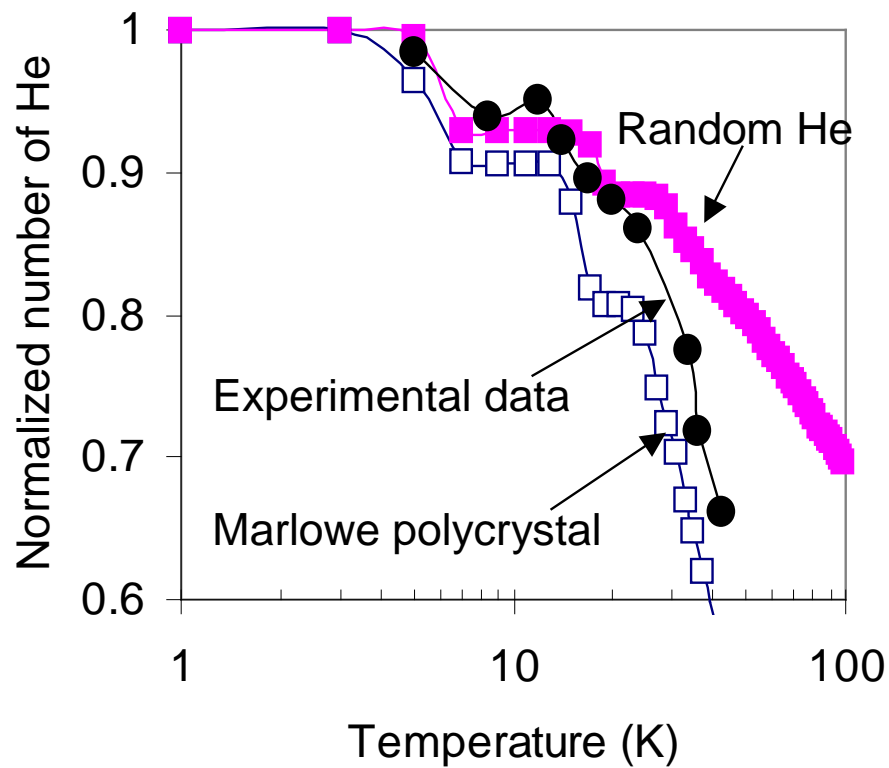 Normalized number of He
1
0.9
0.8
0.7
0.6
Random He
Experimental data
Marlowe polycrystal
1
10
100
Temperature (K)